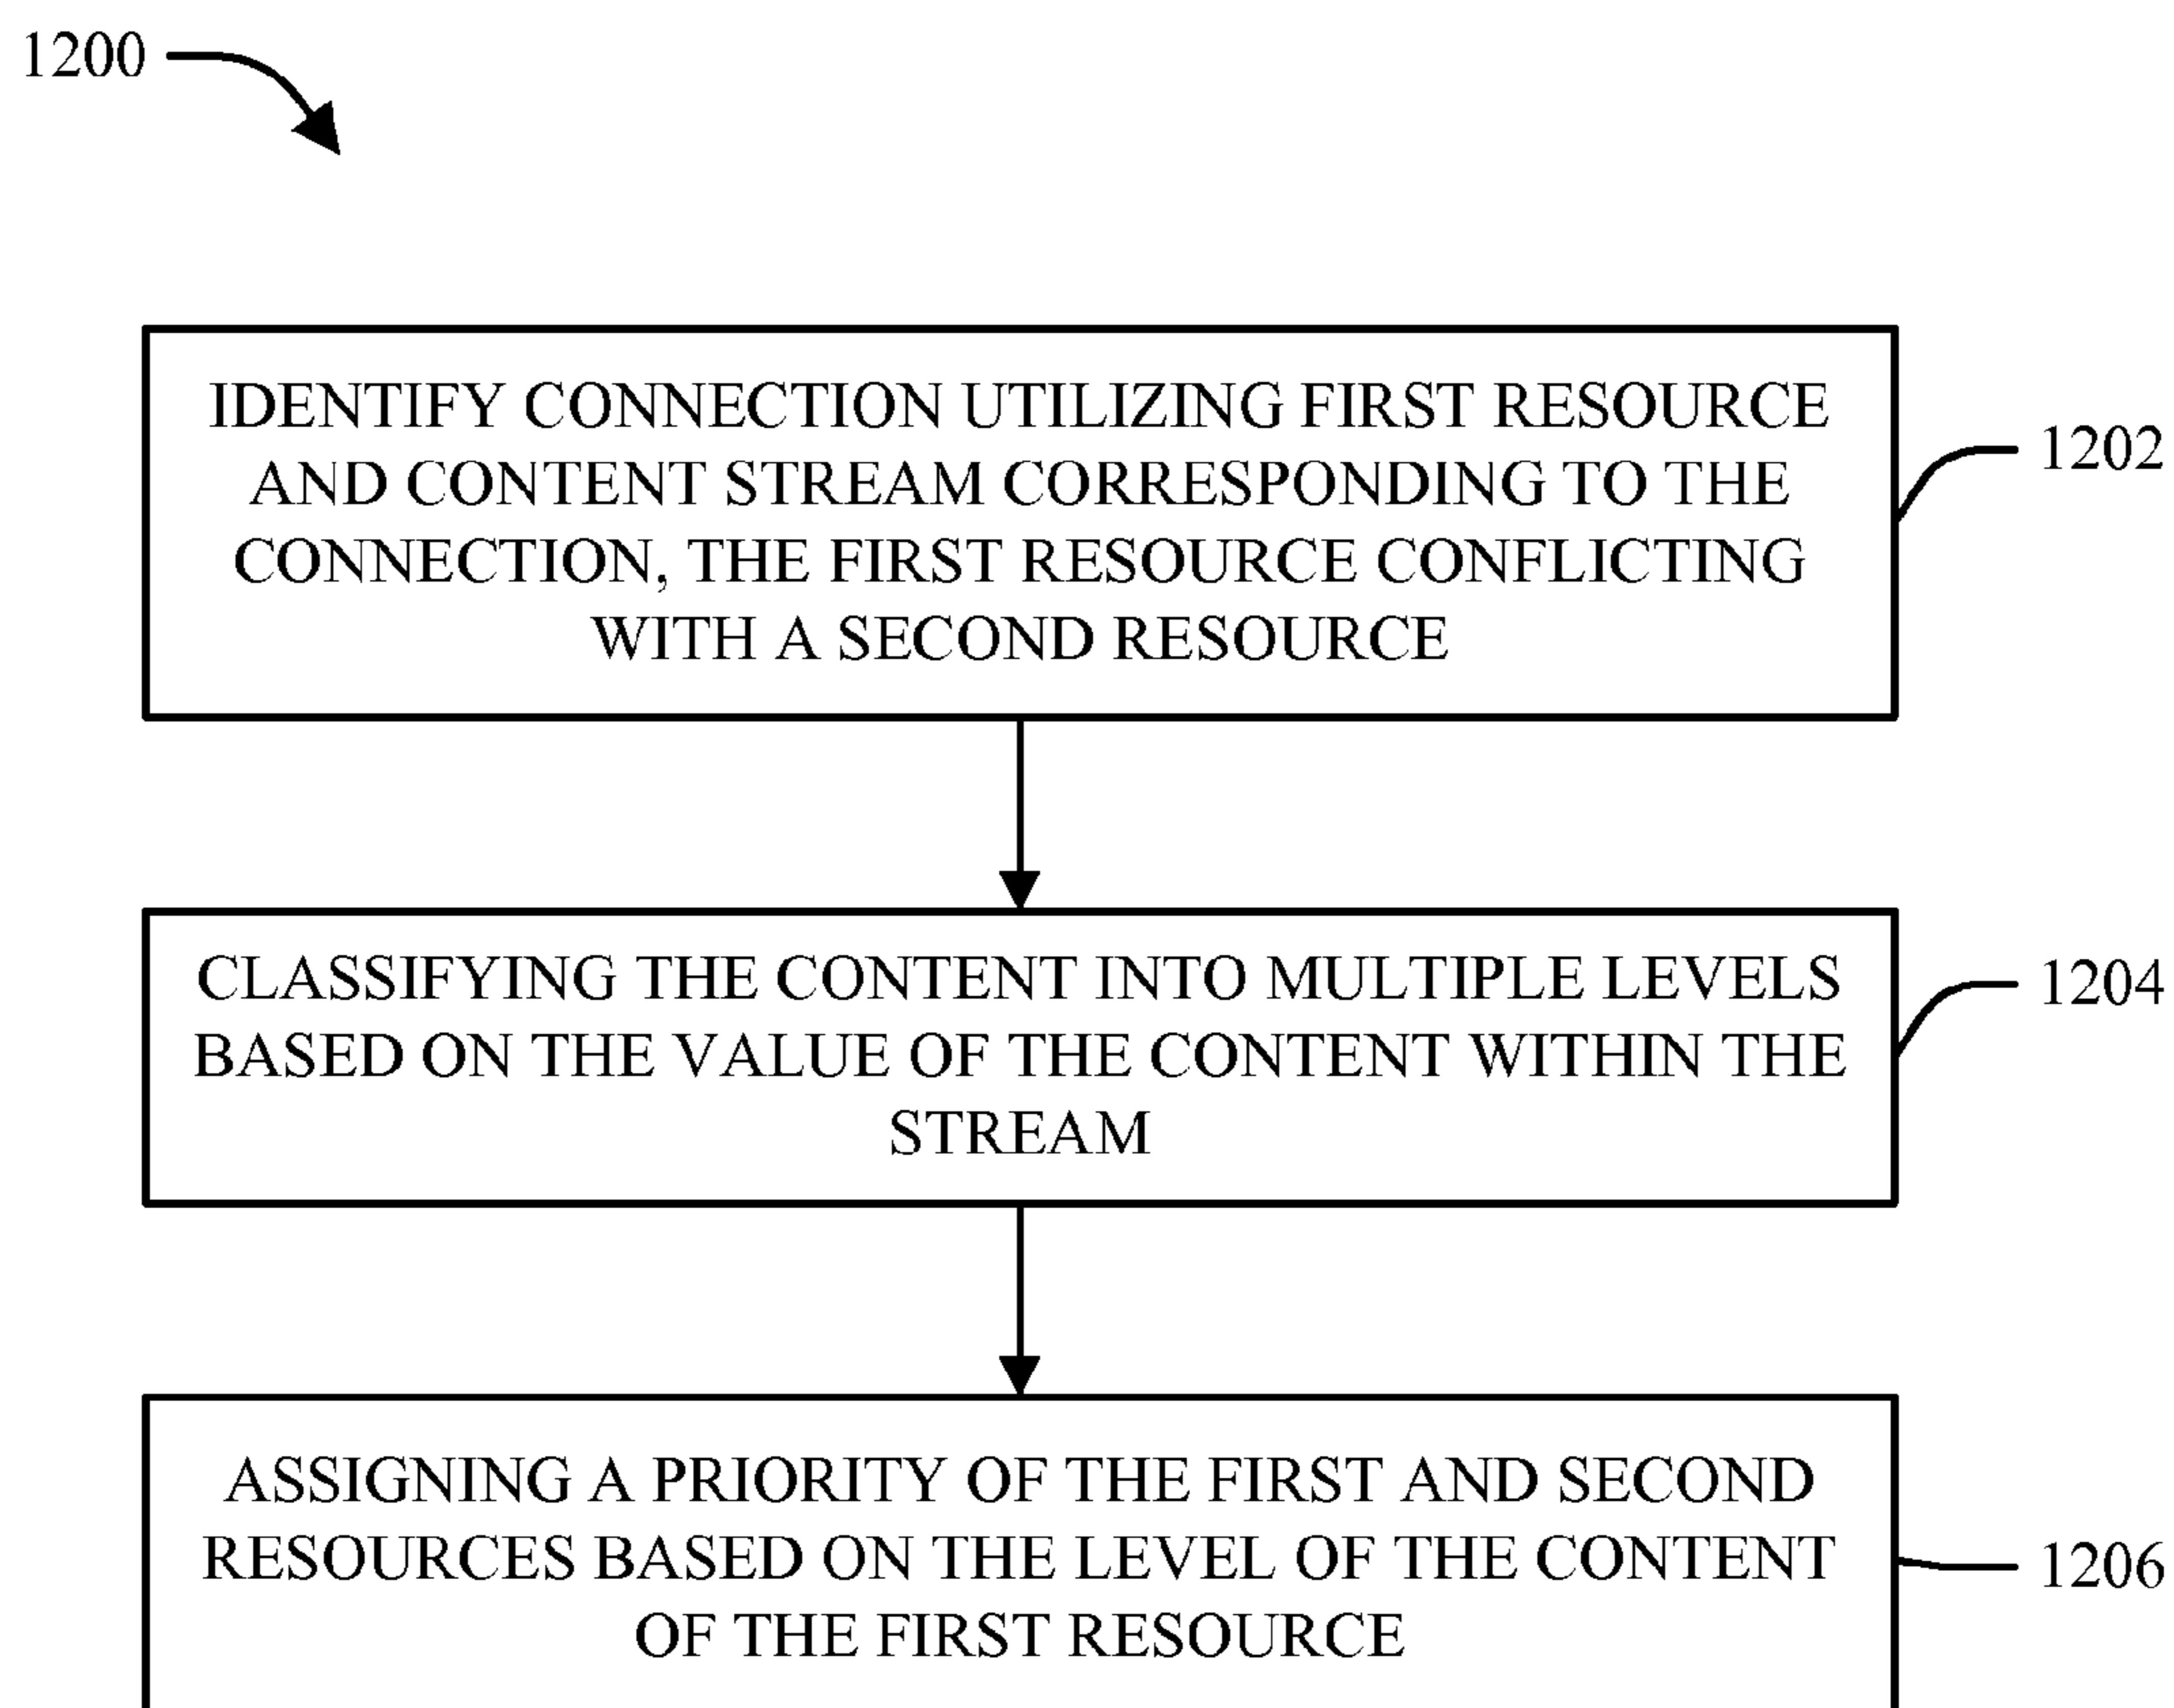 1200
IDENTIFY CONNECTION UTILIZING FIRST RESOURCE
AND CONTENT STREAM CORRESPONDING TO THE
CONNECTION, THE FIRST RESOURCE CONFLICTING
WITH A SECOND RESOURCE
1202
CLASSIFYING THE CONTENT INTO MULTIPLE LEVELS
BASED ON THE VALUE OF THE CONTENT WITHIN THE
STREAM
1204
ASSIGNING A PRIORITY OF THE FIRST AND SECOND
RESOURCES BASED ON THE LEVEL OF THE CONTENT
OF THE FIRST RESOURCE
1206